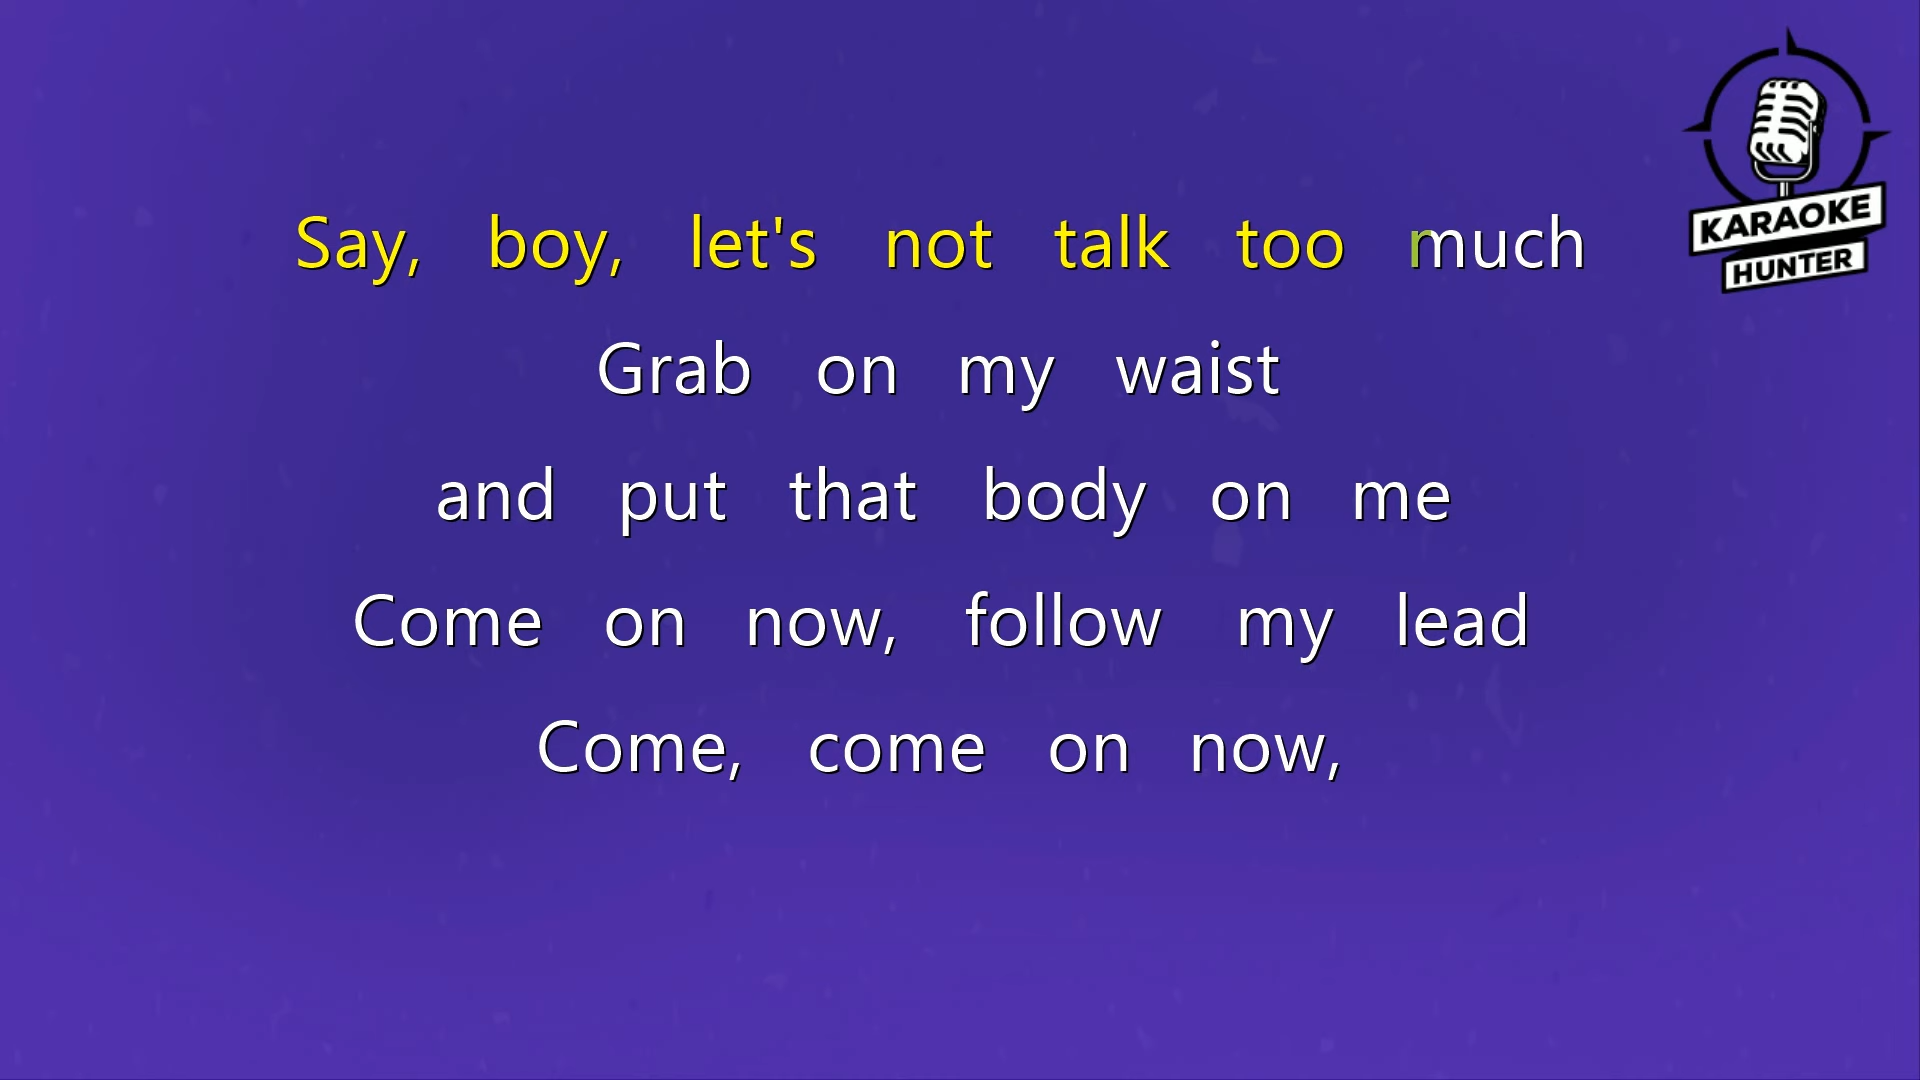 Say, boy, let's not talk too much
Grab on my waist
and put that body on me
Come on now, follow my lead
Come, come on now,
KARAOKE
HUNTER